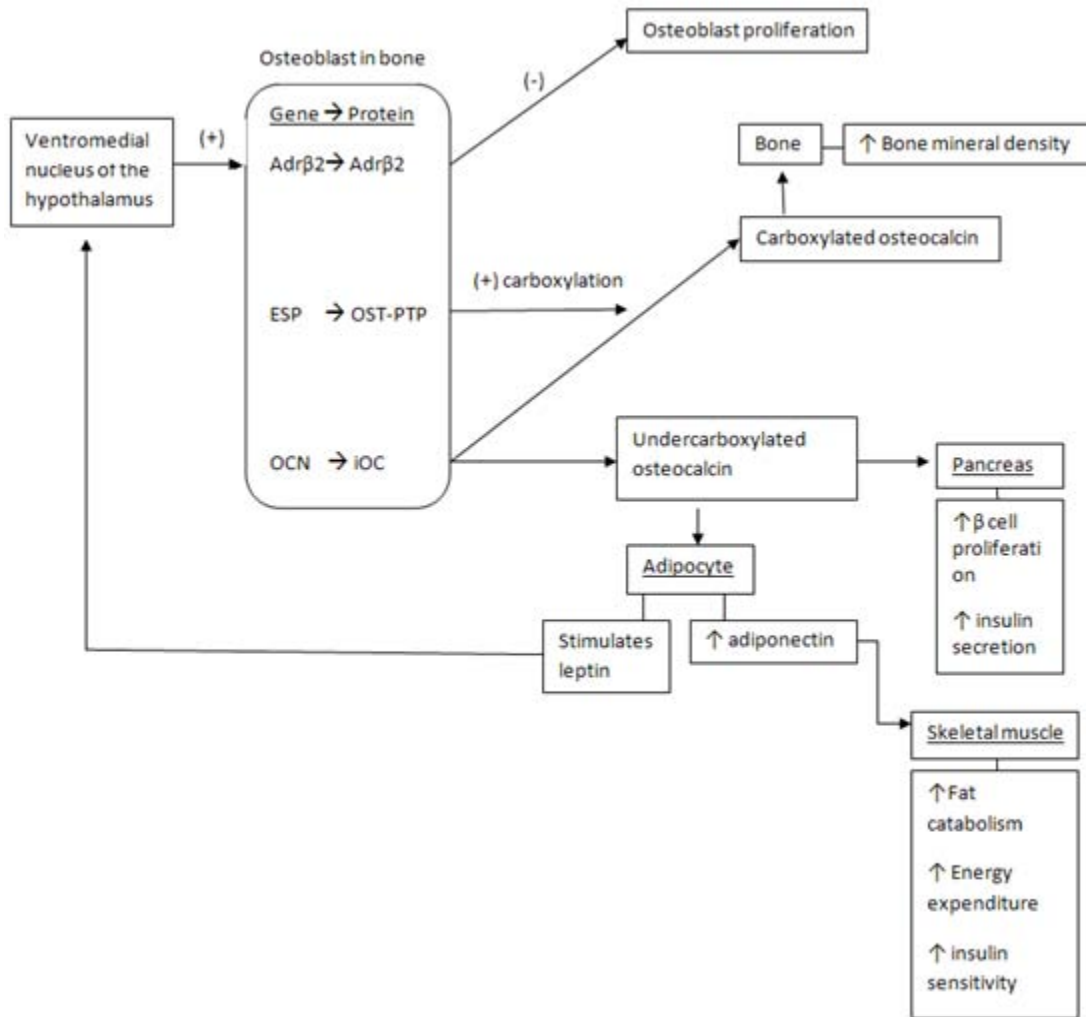 Osteoblast proliferation
Osteoblast in bone
(-)
Gene → Protein
Ventromedial
nucleus of the
hypothalamus
(+)
Adrβ2 → Adrβ2
Bone
↑ Bone mineral density
Carboxylated osteocalcin
(+) carboxylation
ESP → OST-PTP
OCN → iOC
Undercarboxylated
osteocalcin
Pancreas
↑ β cell
proliferati
on
↑ insulin
secretion
Adipocyte
Stimulates
leptin
↑ adiponectin
Skeletal muscle
↑ Fat
catabolism
↑ Energy
expenditure
↑ insulin
sensitivity